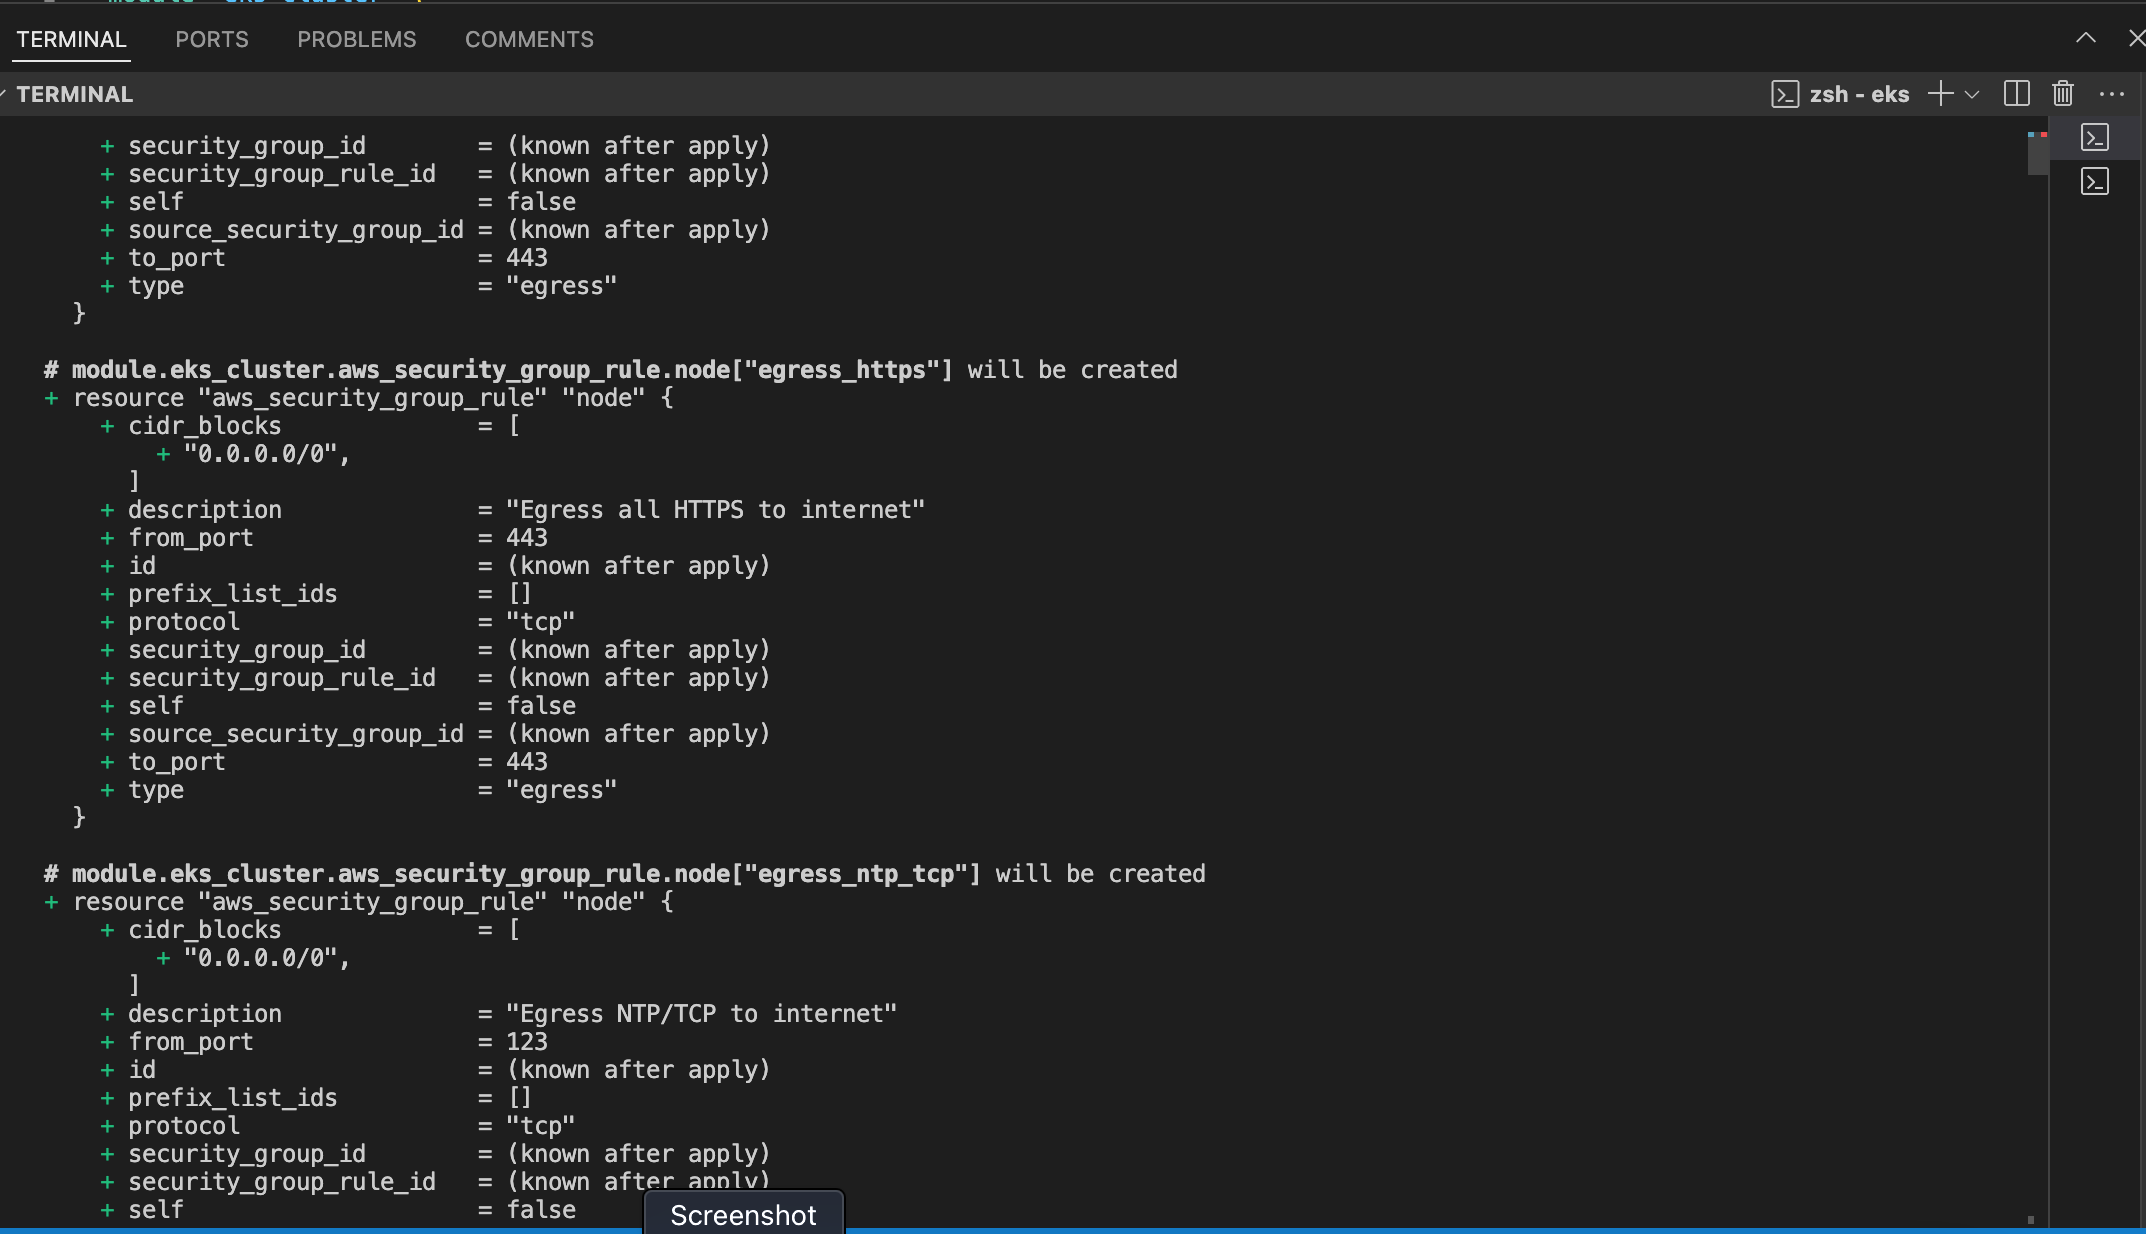 TERMINAL PORTS PROBLEMS COMMENTS
TERMINAL zsh - eks
+ security_group_id = (known after apply)
+ security_group_rule_id = (known after apply)
+ self = false
+ source_security_group_id = (known after apply)
+ to_port = 443
+ type = "egress"
}
# module.eks_cluster.aws_security_group_rule.node["egress_https"] will be created
+ resource "aws_security_group_rule" "node" {
+ cidr_blocks = [
+ "0.0.0.0/0",
]
+ description = "Egress all HTTPS to internet"
+ from_port = 443
+ id = (known after apply)
+ prefix_list_ids = []
+ protocol = "tcp"
+ security_group_id = (known after apply)
+ security_group_rule_id = (known after apply)
+ self = false
+ source_security_group_id = (known after apply)
+ to_port = 443
+ type = "egress"
}
# module.eks_cluster.aws_security_group_rule.node["egress_ntp_tcp"] will be created
+ resource "aws_security_group_rule" "node" {
+ cidr_blocks = [
+ "0.0.0.0/0",
]
+ description = "Egress NTP/TCP to internet"
+ from_port = 123
+ id = (known after apply)
+ prefix_list_ids = []
+ protocol = "tcp"
+ security_group_id = (known after apply)
+ security_group_rule_id = (known after apply)
+ self = false
Screenshot